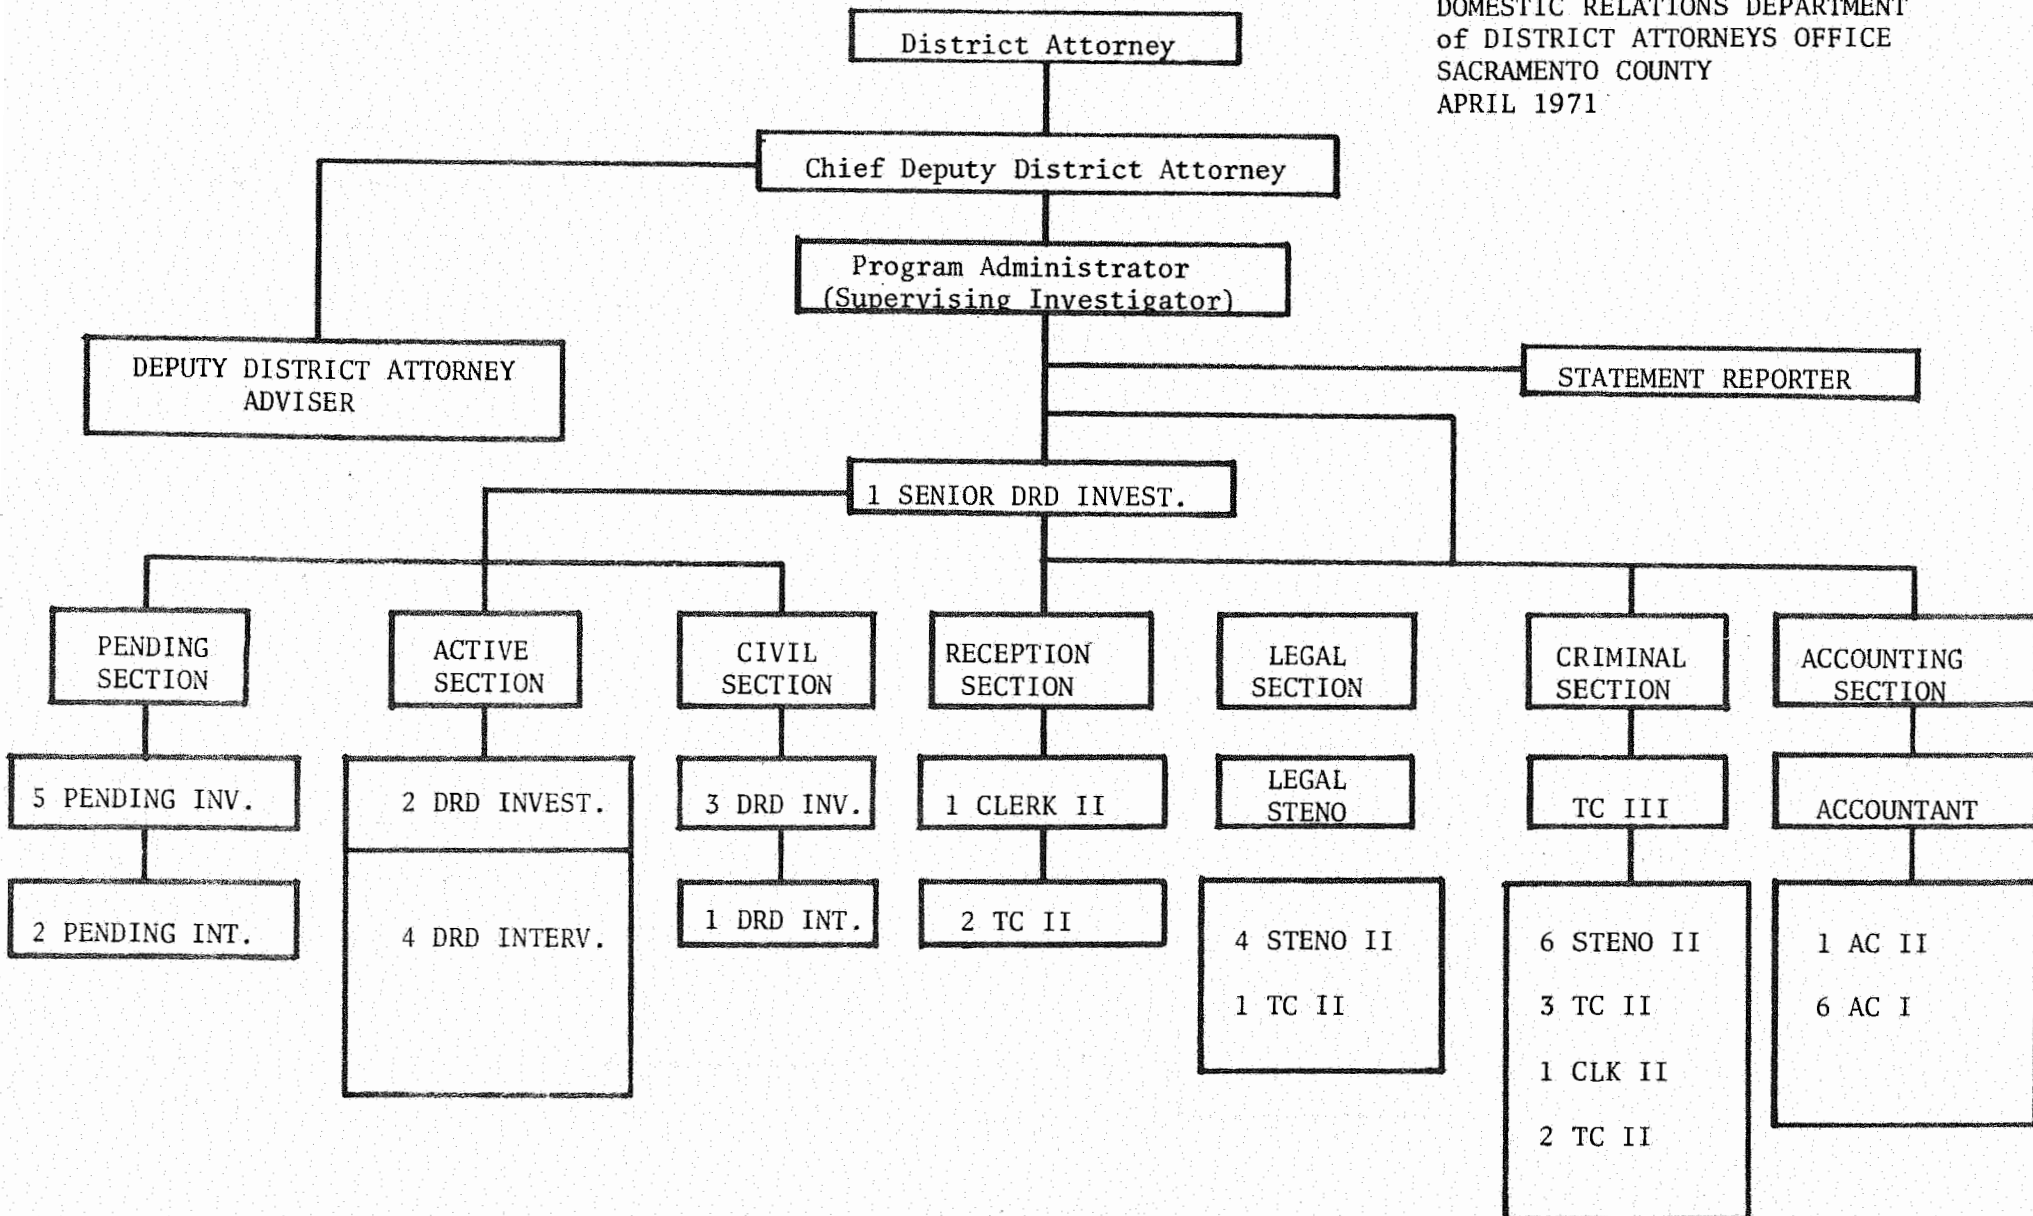 DOMESTIC RELATIONS DEPARTMENT
of DISTRICT ATTORNEYS OFFICE
SACRAMENTO COUNTY
APRIL 1971
District Attorney
Chief Deputy District Attorney
Program Administrator
(Supervising Investigator)
DEPUTY DISTRICT ATTORNEY
ADVISER
STATEMENT REPORTER
1 SENIOR DRD INVEST.
PENDING
SECTION
5 PENDING INV.
2 PENDING INT.
ACTIVE
SECTION
2 DRD INVEST.
4 DRD INTERV.
CIVIL
SECTION
3 DRD INV.
1 DRD INT.
RECEPTION
SECTION
1 CLERK II
2 TC II
LEGAL
SECTION
LEGAL
STENO
4 STENO II
1 TC II
CRIMINAL
SECTION
TC III
6 STENO II
3 TC II
1 CLK II
2 TC II
ACCOUNTING
SECTION
ACCOUNTANT
1 AC II
6 AC I